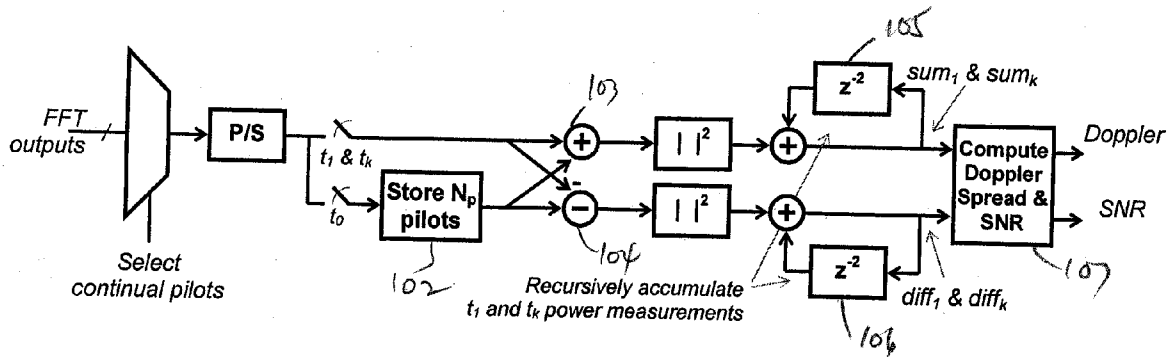 105
sum₁ & sumₖ
z⁻²
103
FFT
outputs
P/S
t₁ & tₖ
+
| |²
+
Doppler
Compute
Doppler
Spread &
SNR
SNR
t₀
Store Nₚ
pilots
-
−
| |²
+
102
104
z⁻²
107
Select
continual pilots
Recursively accumulate
t₁ and tₖ power measurements
diff₁ & diffₖ
106